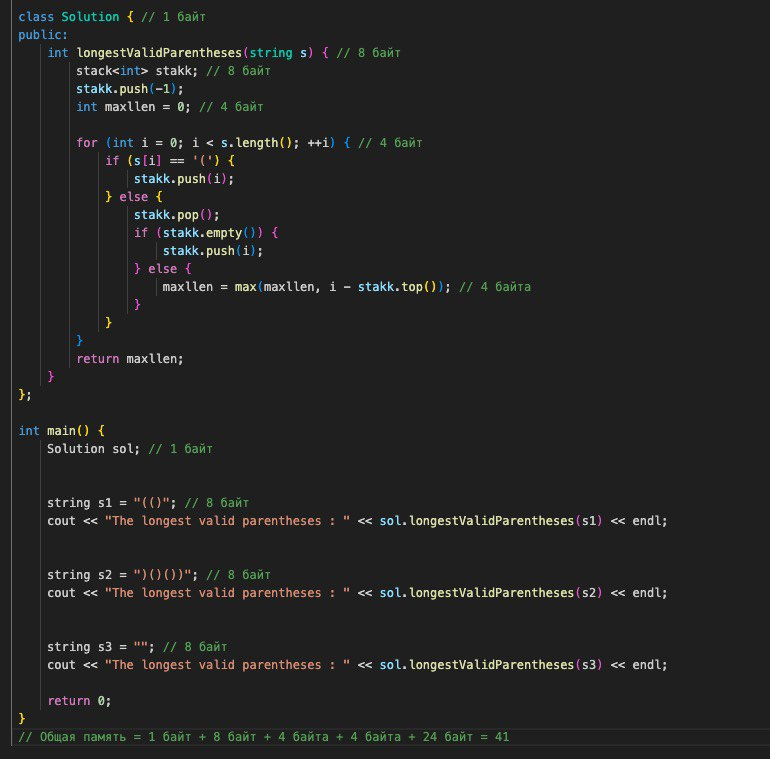 class Solution { // 1 байт
public:
    int longestValidParentheses(string s) { // 8 байт
        stack<int> stakk; // 8 байт
        stakk.push(-1);
        int maxllen = 0; // 4 байт

        for (int i = 0; i < s.length(); ++i) { // 4 байт
            if (s[i] == '(') {
                stakk.push(i);
            } else {
                stakk.pop();
                if (stakk.empty()) {
                    stakk.push(i);
                } else {
                    maxllen = max(maxllen, i - stakk.top()); // 4 байта
                }
            }
        }
        return maxllen;
    }
};

int main() {
    Solution sol; // 1 байт


    string s1 = "(()"; // 8 байт
    cout << "The longest valid parentheses : " << sol.longestValidParentheses(s1) << endl;


    string s2 = ")()())"; // 8 байт
    cout << "The longest valid parentheses : " << sol.longestValidParentheses(s2) << endl;


    string s3 = ""; // 8 байт
    cout << "The longest valid parentheses : " << sol.longestValidParentheses(s3) << endl;

    return 0;
}
// Общая память = 1 байт + 8 байт + 4 байта + 4 байта + 24 байт = 41